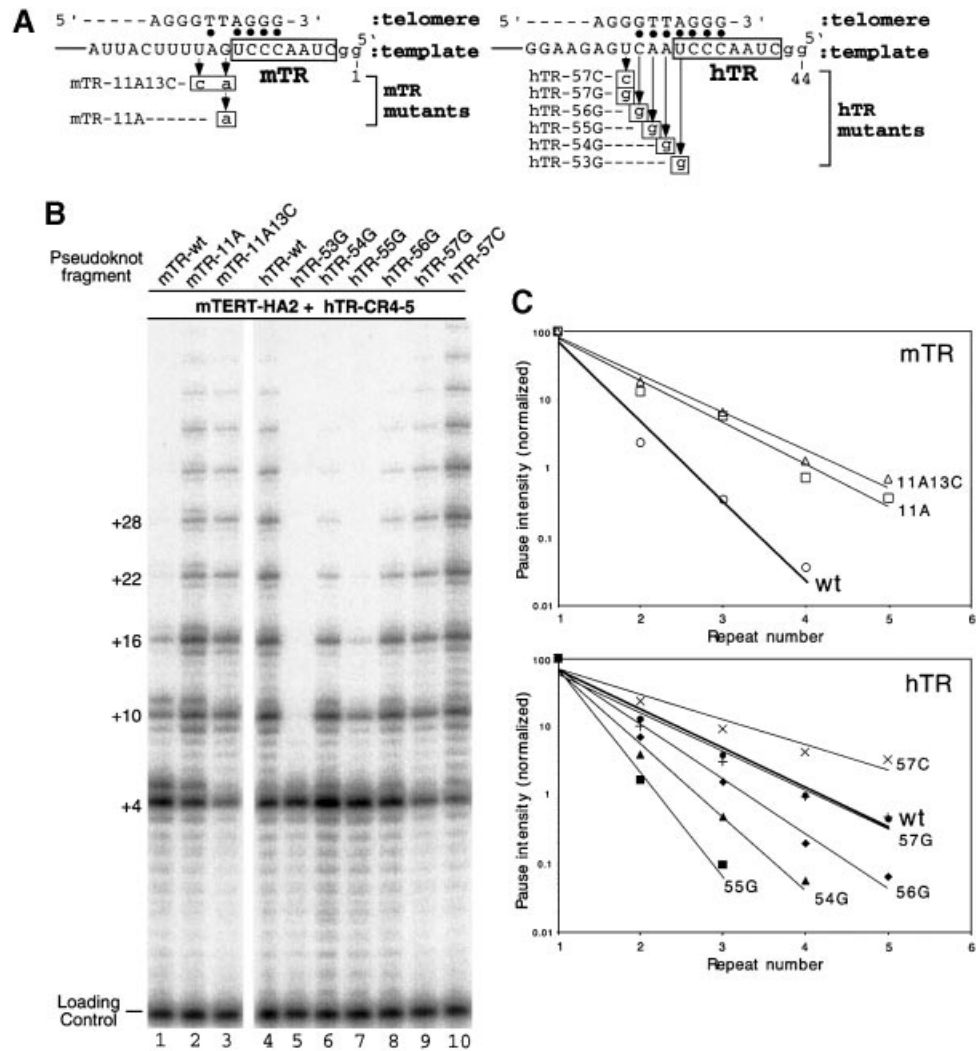 A
5'-----AGGGTTAGGG-3' :telomere
AUUACUUUUAGUCCCAAUCgg5' :template
mTR 1
mTR-11A13C- c a mTR
mTR-11A------ a mutants
5'-----AGGGTTAGGG-3' :telomere
GGAAGAGUCAAUCCCAAUCgg5' :template
hTR 44
hTR-57C c
hTR-57G g
hTR-56G g hTR
hTR-55G -- g mutants
hTR-54G---- g
hTR-53G----- g
B
Pseudoknot fragment mTR-wt mTR-11A mTR-11A13C hTR-wt hTR-53G hTR-54G hTR-55G hTR-56G hTR-57G hTR-57C
mTERT-HA2 + hTR-CR4-5
+28
+22
+16
+10
+4
Loading Control
1 2 3 4 5 6 7 8 9 10
C
mTR
Pause intensity (normalized)
100
10
1
0.1
0.01
11A13C
11A
wt
1 2 3 4 5 6
Repeat number
hTR
Pause intensity (normalized)
100
10
1
0.1
0.01
57C
wt
57G
56G
54G
55G
1 2 3 4 5 6
Repeat number